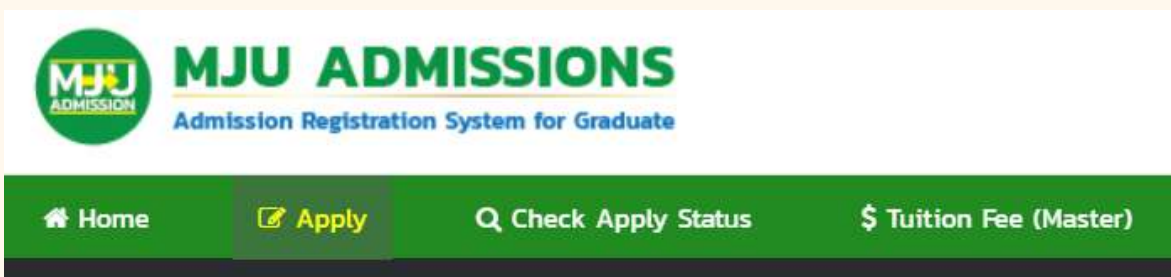 MJU
ADMISSION
MJU ADMISSIONS
Admission Registration System for Graduate
Home Apply Check Apply Status $ Tuition Fee (Master)